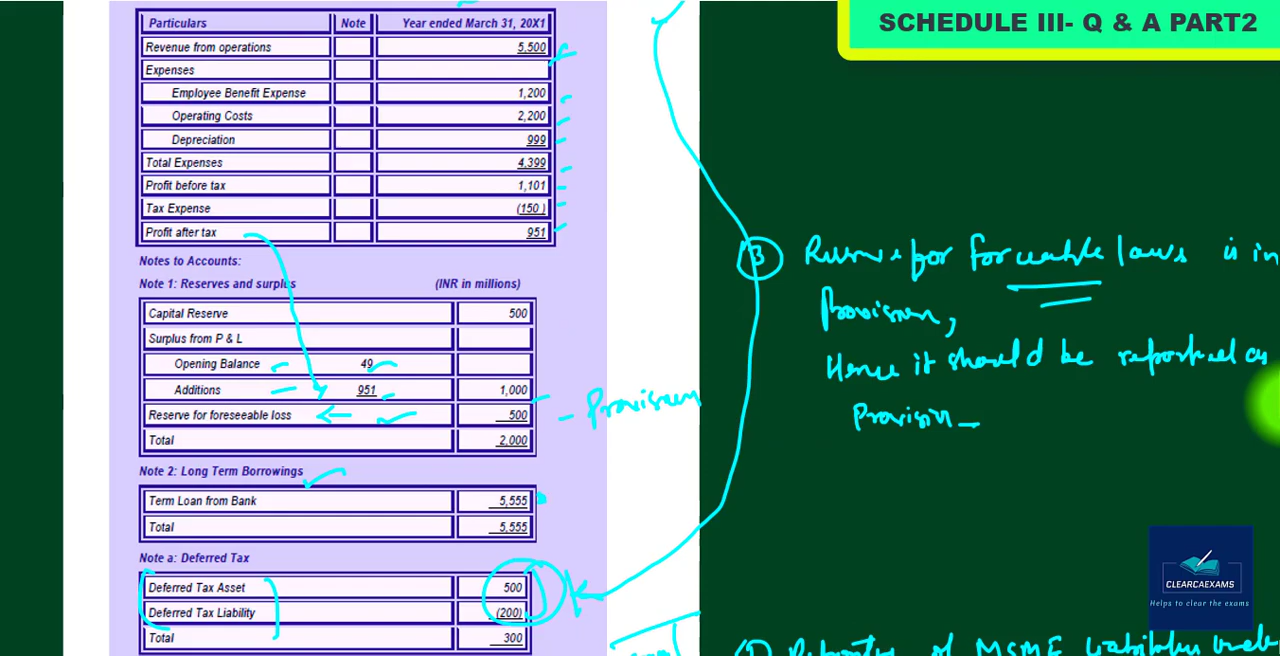 SCHEDULE III- Q & A PART2
Particulars Note Year ended March 31, 20X1
Revenue from operations 5,500
Expenses
Employee Benefit Expense 1,200
Operating Costs 2,200
Depreciation 999
Total Expenses 4,399
Profit before tax 1,101
Tax Expense (150 )
Profit after tax 951
Notes to Accounts:
Note 1: Reserves and surplus (INR in millions)
Capital Reserve 500
Surplus from P & L
Opening Balance 49
Additions 951 1,000
Reserve for foreseeable loss 500
Total 2,000
Note 2: Long Term Borrowings
Term Loan from Bank 5,555
Total 5,555
Note a: Deferred Tax
Deferred Tax Asset 500
Deferred Tax Liability (200)
Total 300
Provision
3 Reserve for is in
Provision,
Hence it should be reported as
Provision
of MSME
CLEARCAEXAMS
Helps to clear the exams